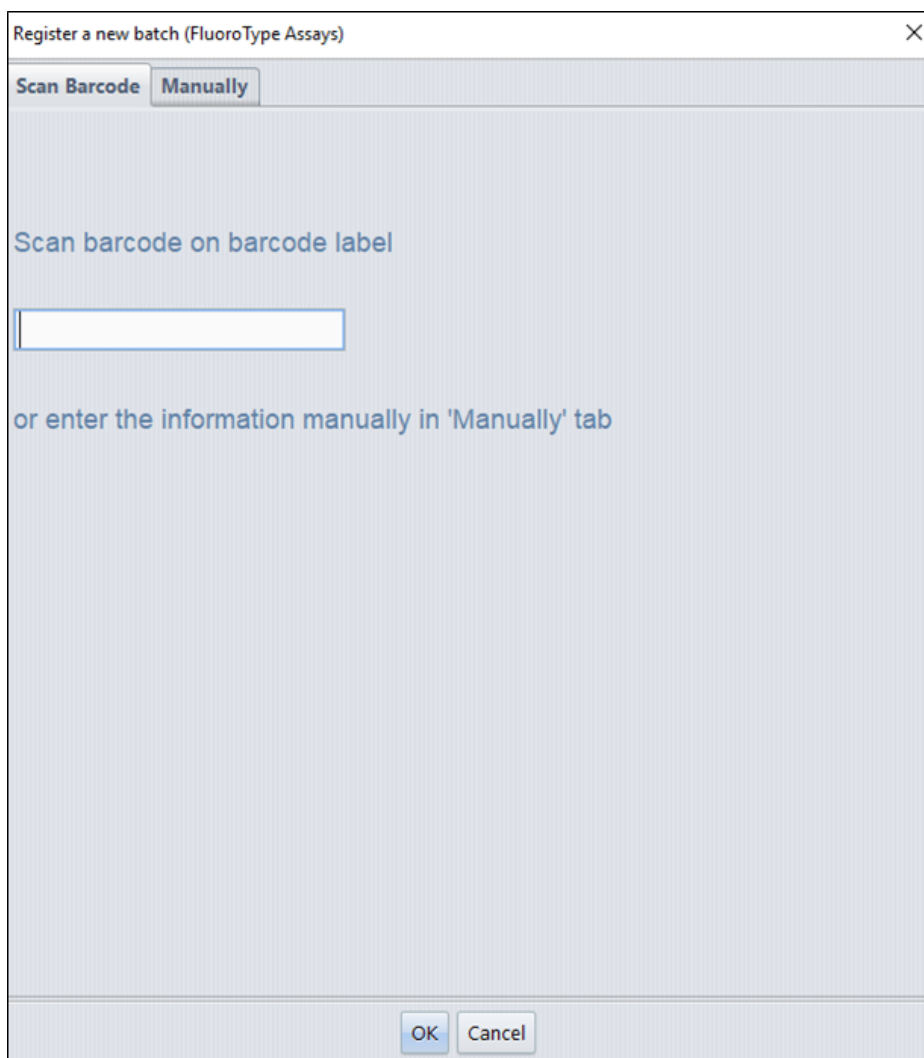 Register a new batch (FluoroType Assays)
Scan Barcode Manually
Scan barcode on barcode label
or enter the information manually in 'Manually' tab
OK Cancel